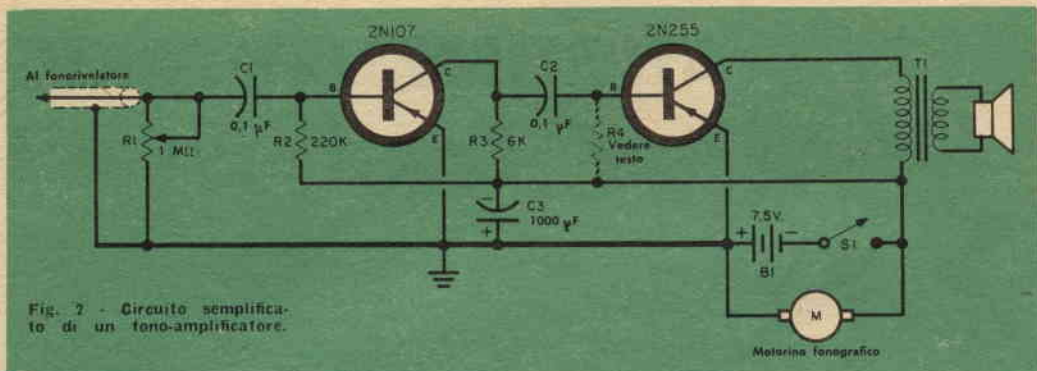 2N107
2N255
Al fonorivelatore
C1
B
C
E
0,1 µF
R1
1 MΩ
R2
220K
C2
B
C
E
0,1 µF
R3
6K
R4
Vedere
testo
T1
C3
1000 µF
-
+
7,5V.
+
-
B1
S1
M
Motorino fonografico
Fig. 2 - Circuito semplifica-
to di un fono-amplificatore.